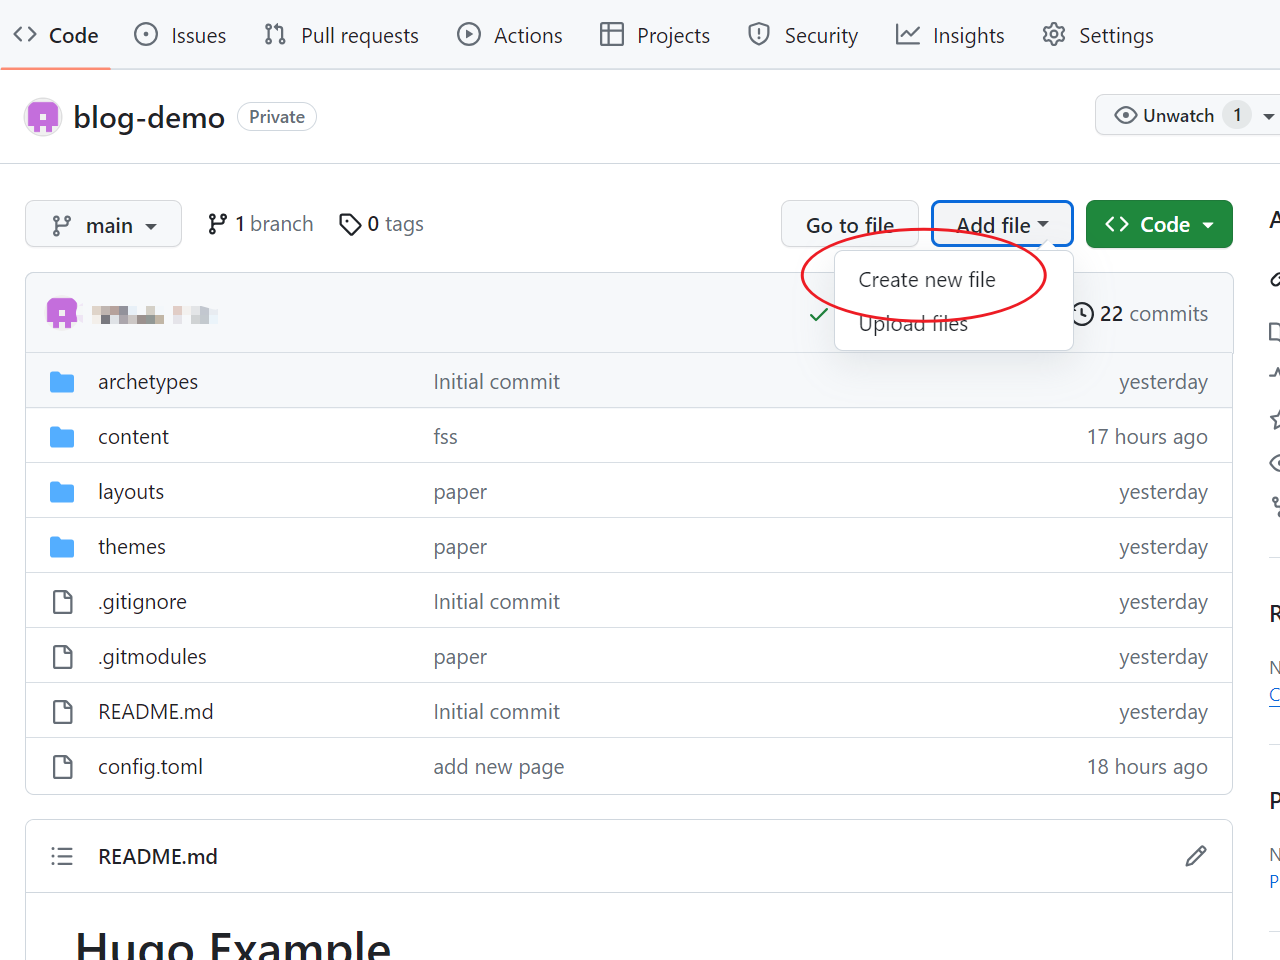 Code Issues Pull requests Actions Projects Security Insights Settings
blog-demo Private Unwatch 1
main 1 branch 0 tags Go to file Add file Code
Create new file
22 commits
Upload files
archetypes Initial commit yesterday
content fss 17 hours ago
layouts paper yesterday
themes paper yesterday
.gitignore Initial commit yesterday
.gitmodules paper yesterday
README.md Initial commit yesterday
config.toml add new page 18 hours ago
README.md
Hugo Example